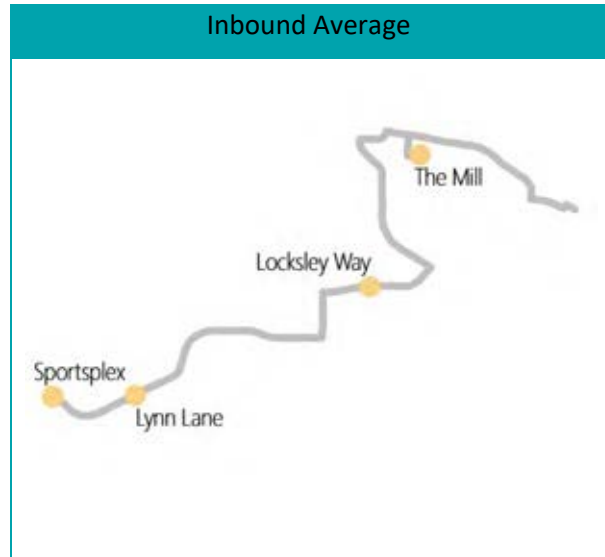 Inbound Average
The Mill
Locksley Way
Sportsplex
Lynn Lane